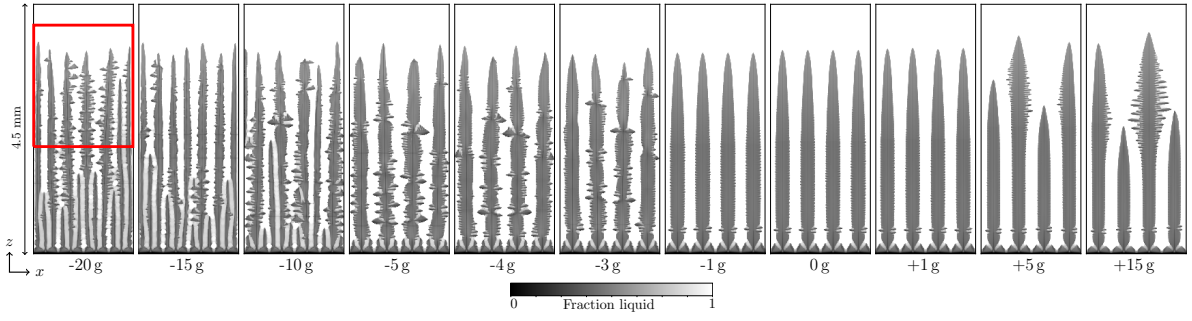 4.5 mm
z
x
-20 g
-15 g
-10 g
-5 g
-4 g
-3 g
-1 g
0 g
+1 g
+5 g
+15 g
0
Fraction liquid
1